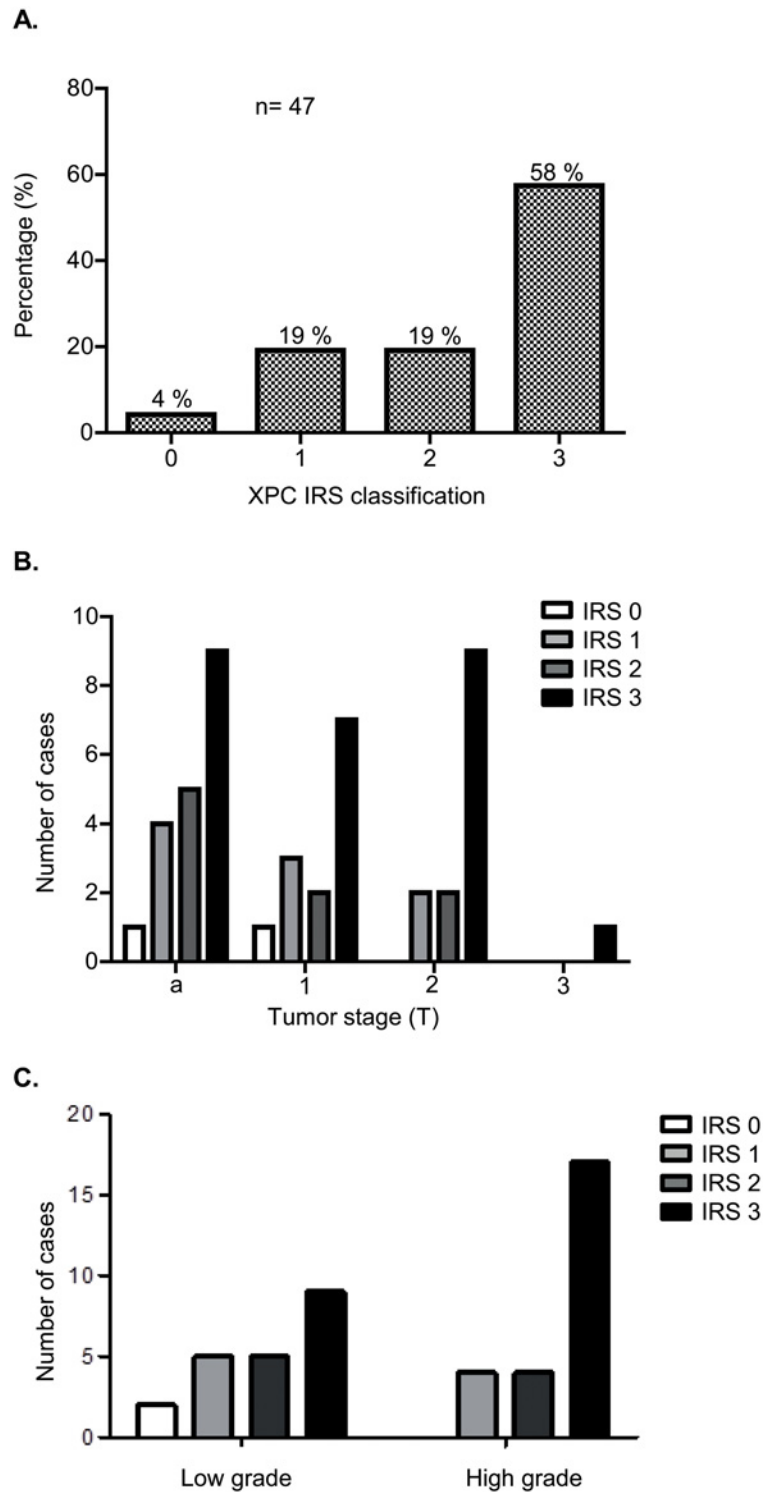 A.
80
60
40
20
0
Percentage (%)
n= 47
4 %
19 %
19 %
58 %
0 1 2 3
XPC IRS classification
B.
10
8
6
4
2
0
Number of cases
IRS 0
IRS 1
IRS 2
IRS 3
a 1 2 3
Tumor stage (T)
C.
20
15
10
5
0
Number of cases
IRS 0
IRS 1
IRS 2
IRS 3
Low grade High grade